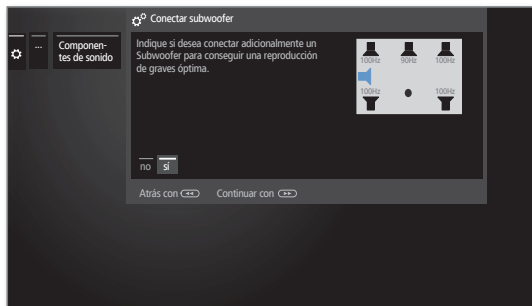 Conectar subwoofer
...
Componen-
tes de sonido
Indique si desea conectar adicionalmente un
Subwoofer para conseguir una reproducción
de graves óptima.
100Hz 90Hz 100Hz
100Hz 100Hz
no sí
Atrás con Continuar con